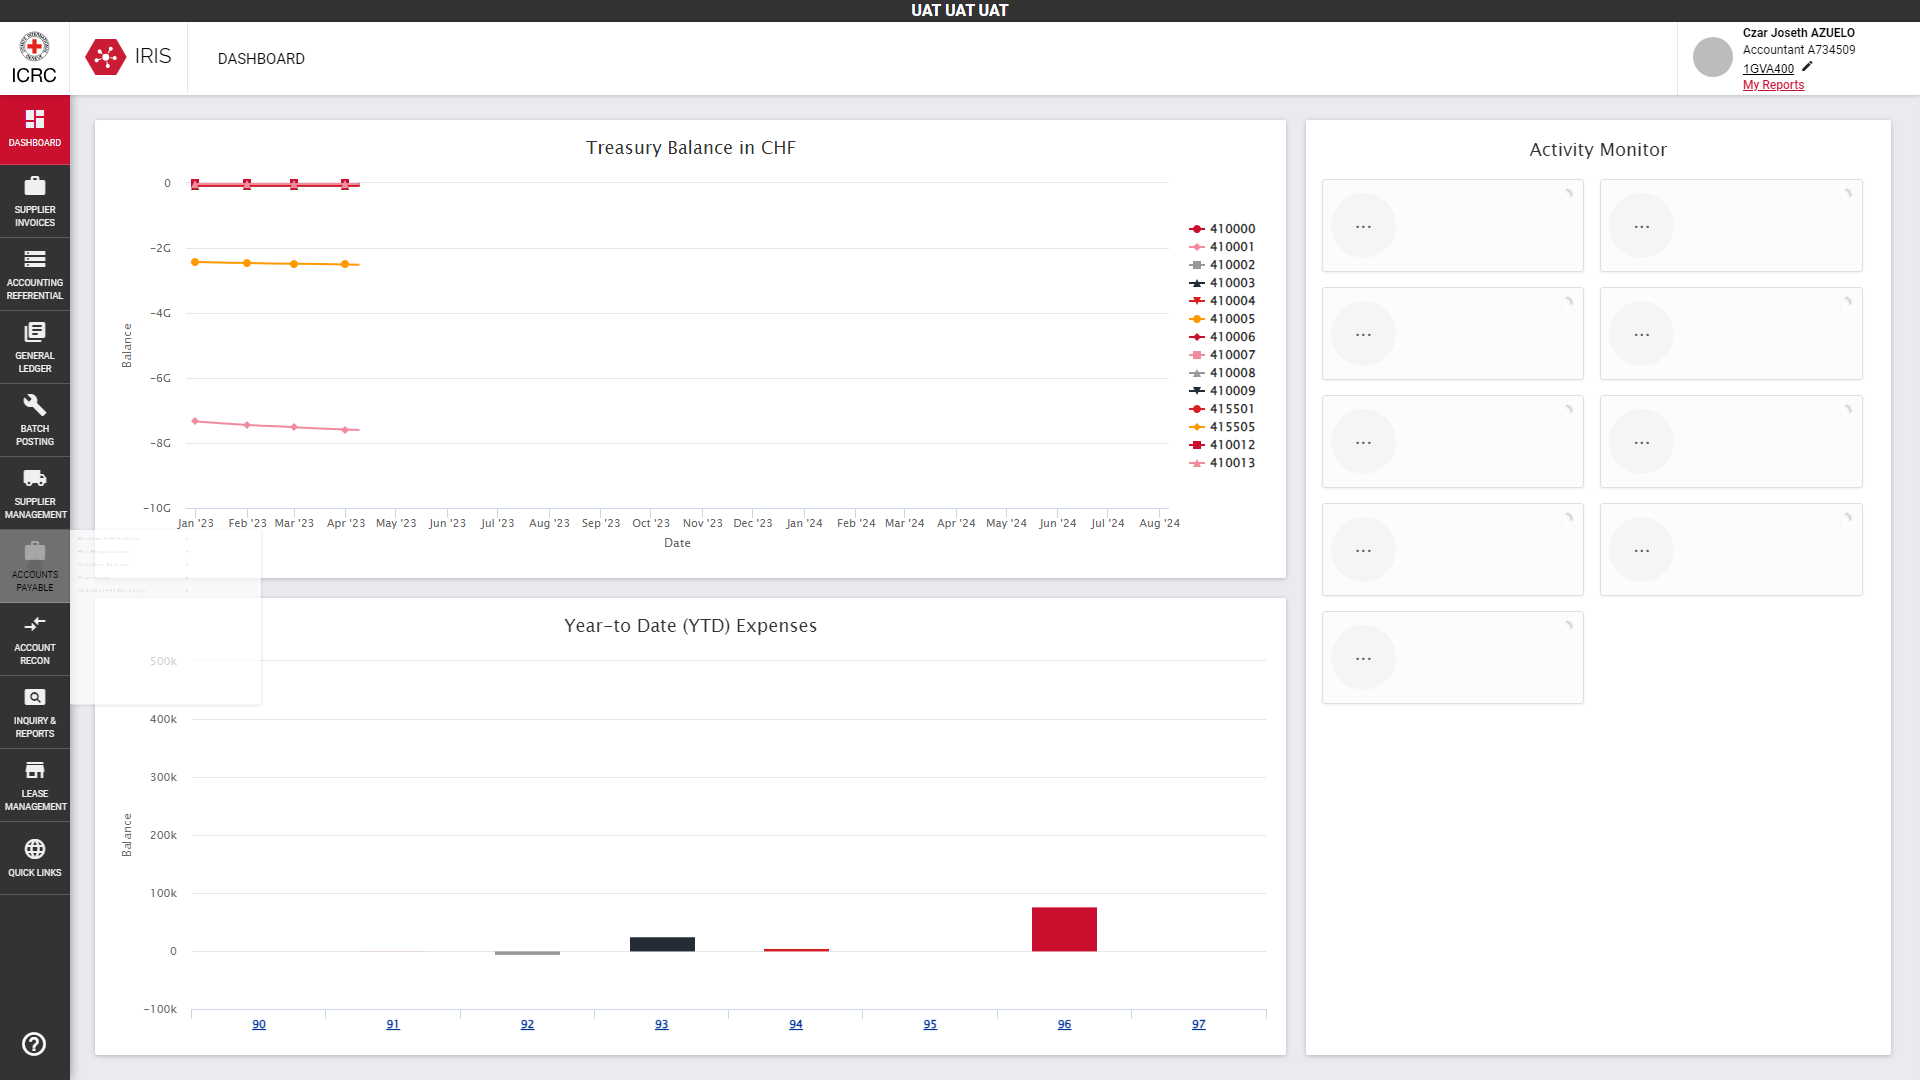 UAT UAT UAT
ICRC
IRIS
DASHBOARD
Czar Joseth AZUELO
Accountant A734509
1GVA400
My Reports
DASHBOARD
SUPPLIER
INVOICES
ACCOUNTING
REFERENTIAL
GENERAL
LEDGER
BATCH
POSTING
SUPPLIER
MANAGEMENT
ACCOUNTS
PAYABLE
ACCOUNT
RECON
INQUIRY &
REPORTS
LEASE
MANAGEMENT
QUICK LINKS
Treasury Balance in CHF
Balance
0
−2G
−4G
−6G
−8G
−10G
Jan '23 Feb '23 Mar '23 Apr '23 May '23 Jun '23 Jul '23 Aug '23 Sep '23 Oct '23 Nov '23 Dec '23 Jan '24 Feb '24 Mar '24 Apr '24 May '24 Jun '24 Jul '24 Aug '24
Date
410000
410001
410002
410003
410004
410005
410006
410007
410008
410009
415501
415505
410012
410013
Year-to Date (YTD) Expenses
Balance
500k
400k
300k
200k
100k
0
−100k
90 91 92 93 94 95 96 97
Activity Monitor
... ...
... ...
... ...
... ...
...